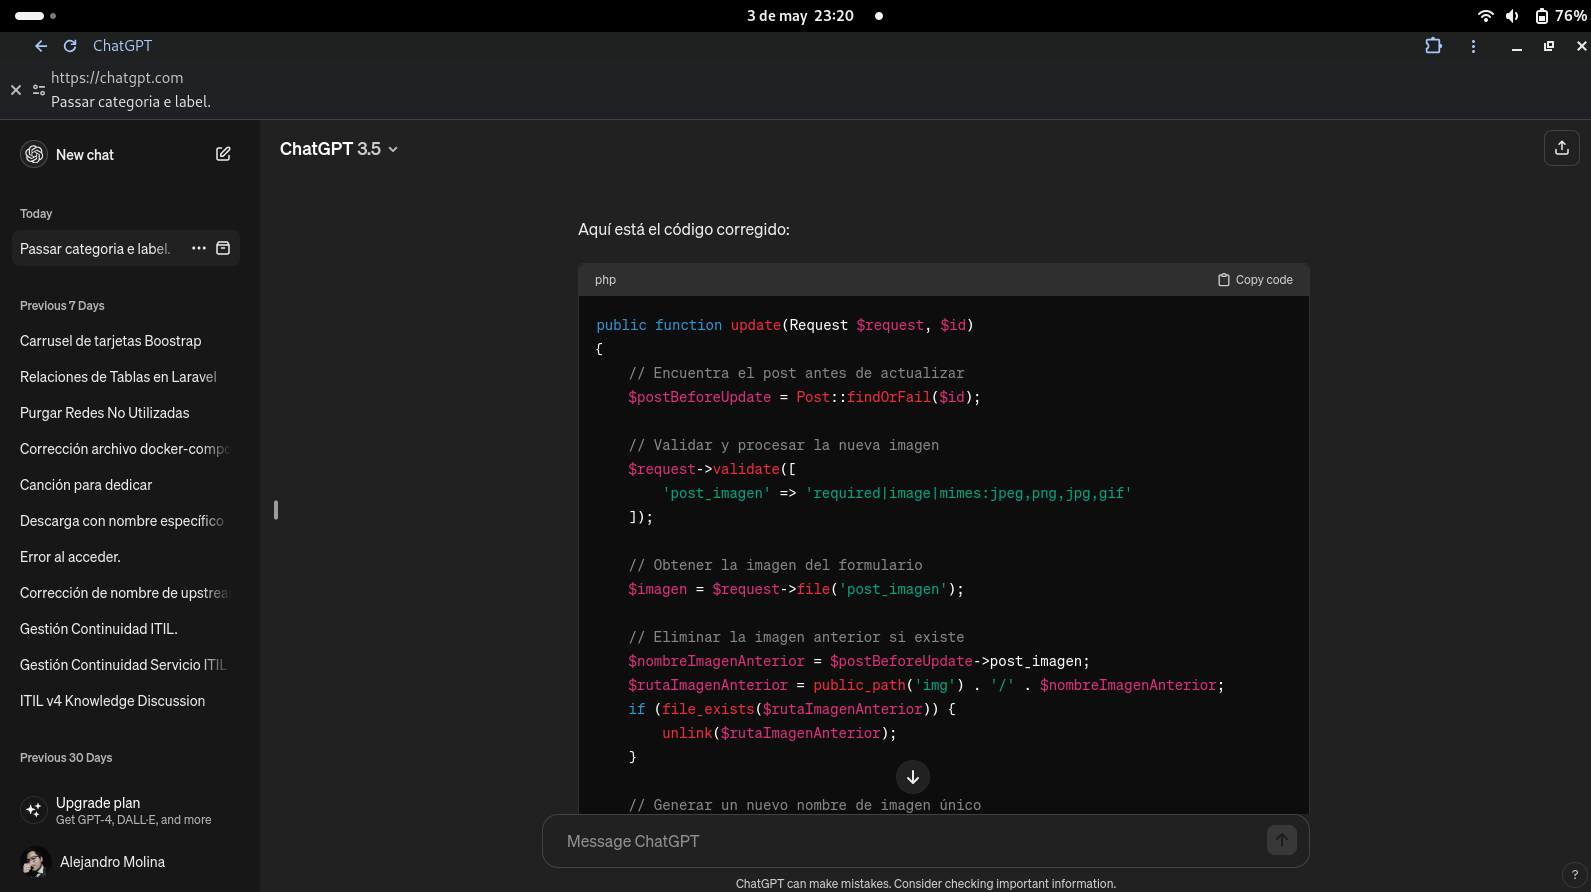 3 de may 23:20
76%
ChatGPT
https://chatgpt.com
Passar categoria e label.
New chat
Today
Passar categoria e label.
Previous 7 Days
Carrusel de tarjetas Boostrap
Relaciones de Tablas en Laravel
Purgar Redes No Utilizadas
Corrección archivo docker-compo
Canción para dedicar
Descarga con nombre específico
Error al acceder.
Corrección de nombre de upstrea
Gestión Continuidad ITIL.
Gestión Continuidad Servicio ITIL
ITIL v4 Knowledge Discussion
Previous 30 Days
Upgrade plan
Get GPT-4, DALL·E, and more
Alejandro Molina
ChatGPT 3.5
Aquí está el código corregido:
php
Copy code
public function update(Request $request, $id)
{
    // Encuentra el post antes de actualizar
    $postBeforeUpdate = Post::findOrFail($id);
    // Validar y procesar la nueva imagen
    $request->validate([
        'post_imagen' => 'required|image|mimes:jpeg,png,jpg,gif'
    ]);
    // Obtener la imagen del formulario
    $imagen = $request->file('post_imagen');
    // Eliminar la imagen anterior si existe
    $nombreImagenAnterior = $postBeforeUpdate->post_imagen;
    $rutaImagenAnterior = public_path('img') . '/' . $nombreImagenAnterior;
    if (file_exists($rutaImagenAnterior)) {
        unlink($rutaImagenAnterior);
    }
    // Generar un nuevo nombre de imagen único
Message ChatGPT
ChatGPT can make mistakes. Consider checking important information.
?